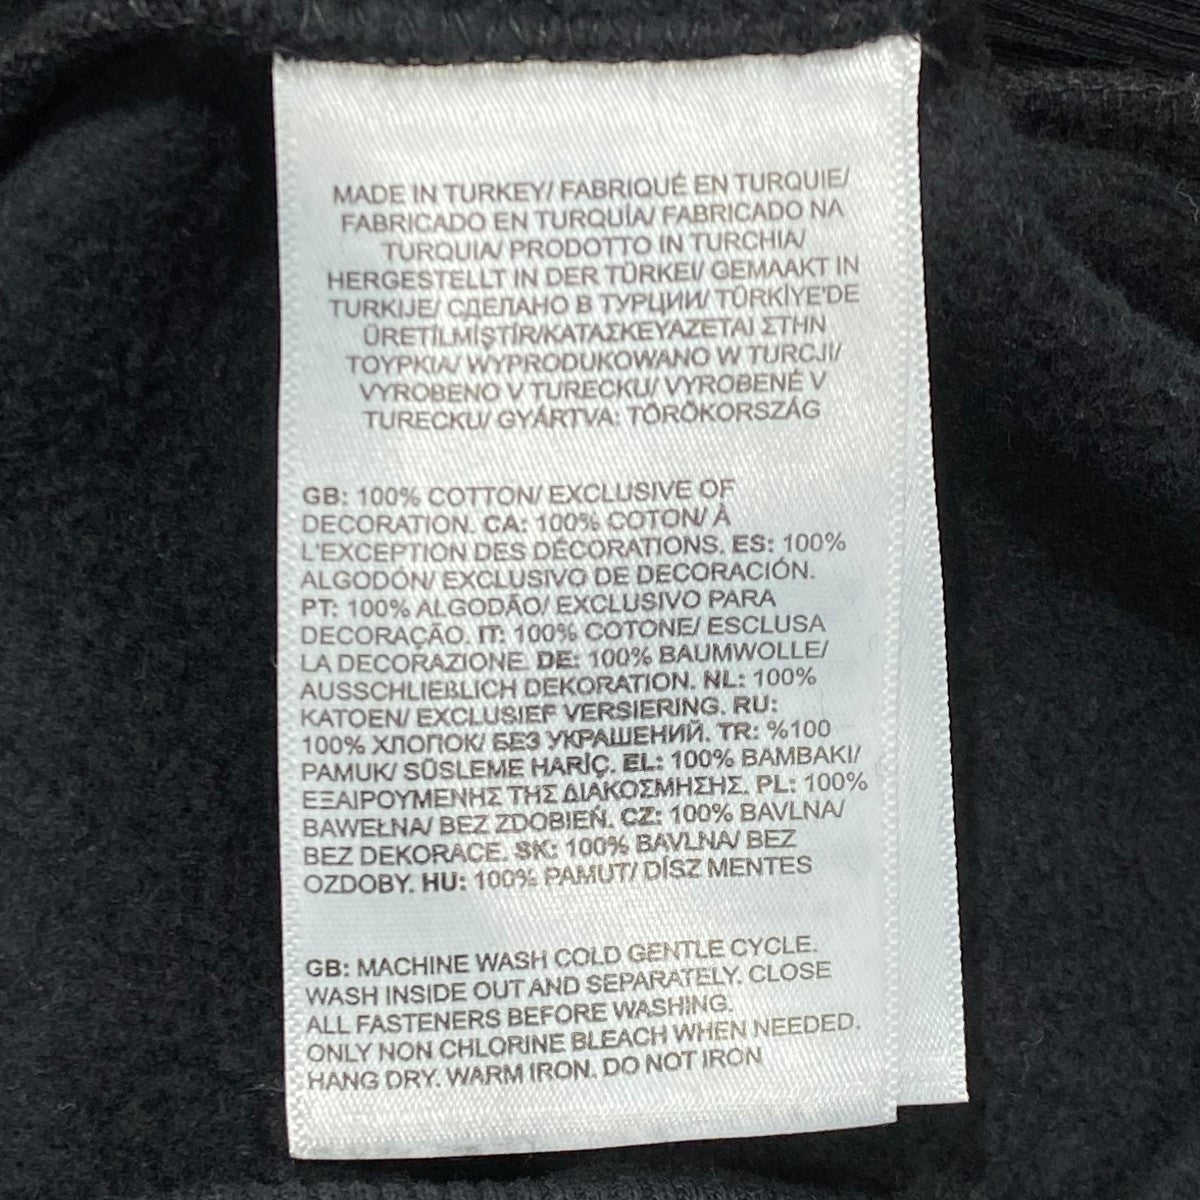 MADE IN TURKEY/ FABRIQUÉ EN TURQUIE/
FABRICADO EN TURQUÍA/ FABRICADO NA
TURQUIA/ PRODOTTO IN TURCHIA/
HERGESTELLT IN DER TÜRKEI/ GEMAAKT IN
TURKIJE/ СДЕЛАНО В ТУРЦИИ/ TÜRKİYE'DE
ÜRETİLMİŞTİR/ΚΑΤΑΣΚΕΥΑΖΕΤΑΙ ΣΤΗΝ
ΤΟΥΡΚΙΑ/ WYPRODUKOWANO W TURCJI/
VYROBENO V TURECKU/ VYROBENÉ V
TURECKU/ GYÁRTVA: TÖRÖKORSZÁG
GB: 100% COTTON/ EXCLUSIVE OF
DECORATION. CA: 100% COTON/ À
L'EXCEPTION DES DÉCORATIONS. ES: 100%
ALGODÓN/ EXCLUSIVO DE DECORACIÓN.
PT: 100% ALGODÃO/ EXCLUSIVO PARA
DECORAÇÃO. IT: 100% COTONE/ ESCLUSA
LA DECORAZIONE. DE: 100% BAUMWOLLE/
AUSSCHLIEßLICH DEKORATION. NL: 100%
KATOEN/ EXCLUSIEF VERSIERING. RU:
100% ХЛОПОК/ БЕЗ УКРАШЕНИЙ. TR: %100
PAMUK/ SÜSLEME HARİÇ. EL: 100% ΒΑΜΒΑΚΙ/
ΕΞΑΙΡΟΥΜΕΝΗΣ ΤΗΣ ΔΙΑΚΟΣΜΗΣΗΣ. PL: 100%
BAWEŁNA/ BEZ ZDOBIEŃ. CZ: 100% BAVLNA/
BEZ DEKORACE. SK: 100% BAVLNA/ BEZ
OZDOBY. HU: 100% PAMUT/ DÍSZ MENTES
GB: MACHINE WASH COLD GENTLE CYCLE.
WASH INSIDE OUT AND SEPARATELY. CLOSE
ALL FASTENERS BEFORE WASHING.
ONLY NON CHLORINE BLEACH WHEN NEEDED.
HANG DRY. WARM IRON. DO NOT IRON